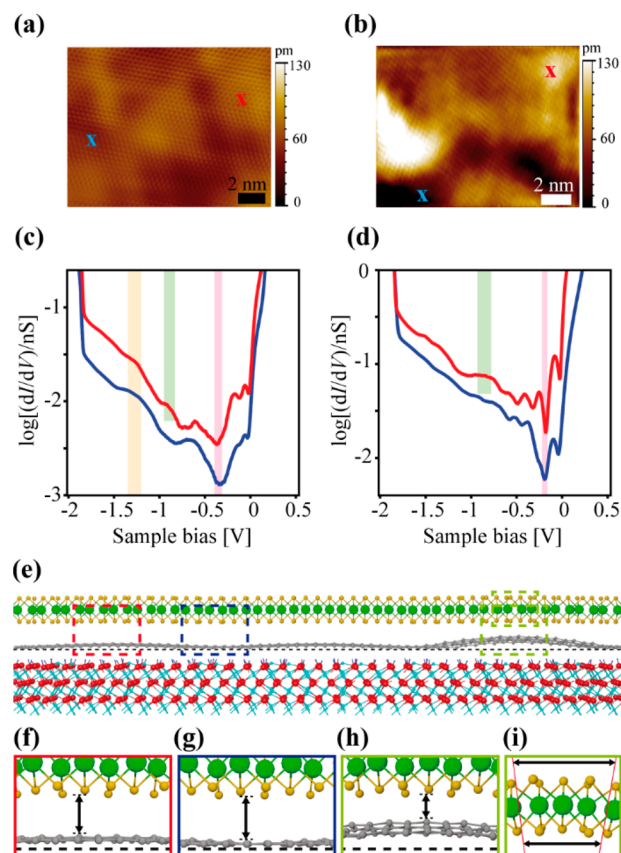 (a)
(b)
pm
130
60
0
x
x
2 nm
pm
130
60
0
x
x
2 nm
(c)
(d)
log[(dI/dV)/nS]
-1
-2
-3
-2
-1.5
-1
-0.5
0
0.5
Sample bias [V]
log[(dI/dV)/nS]
0
-1
-2
-2
-1.5
-1
-0.5
0
0.5
Sample bias [V]
(e)
(f)
(g)
(h)
(i)